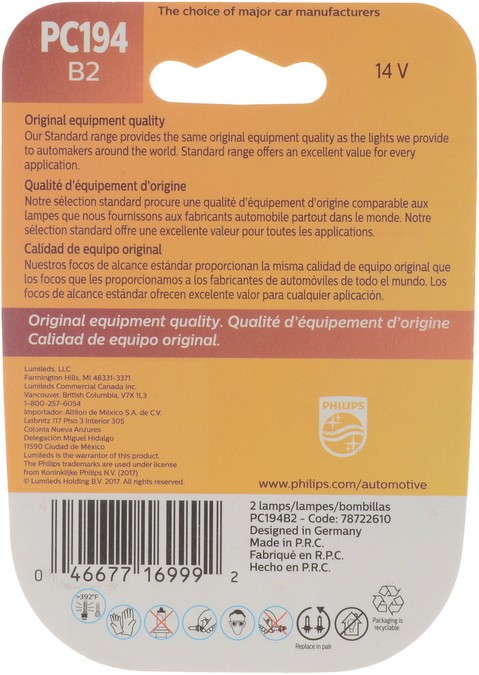 The choice of major car manufacturers
PC194
B2
14 V
Original equipment quality
Our Standard range provides the same original equipment quality as the lights we provide
to automakers around the world. Standard range offers an excellent value for every
application.
Qualité d'équipement d'origine
Notre sélection standard procure une qualité d'équipement d'origine comparable aux
lampes que nous fournissons aux fabricants automobile partout dans le monde. Notre
sélection standard offre une excellente valeur pour toutes les applications.
Calidad de equipo original
Nuestros focos de alcance estándar proporcionan la misma calidad de equipo original que
los focos que les proporcionamos a los fabricantes de automóviles de todo el mundo. Los
focos de alcance estándar ofrecen excelente valor para cualquier aplicación.
Original equipment quality. Qualité d'équipement d'origine
Calidad de equipo original.
Lumileds, LLC
Farmington Hills, MI 48331-3371
Lumileds Commercial Canada Inc.
Vancouver, British Columbia, V7X 1L3
1-800-257-6054
Importador: Altilon de México S.A. de C.V.
Leibnitz 117 Piso 3 Interior 305
Colonia Nueva Anzures
Delegación Miguel Hidalgo
11590 Ciudad de México
Lumileds is the warrantor of this product.
The Philips trademarks are used under license
from Koninklijke Philips N.V. (2017)
© Lumileds Holding B.V. 2017. All rights reserved.
PHILIPS
www.philips.com/automotive
2 lamps/lampes/bombillas
PC194B2 - Code: 78722610
Designed in Germany
Made in P.R.C.
Fabriqué en R.P.C.
Hecho en P.R.C.
0 46677 16999 2
>392°F
Replace in pair
Packaging is
recyclable